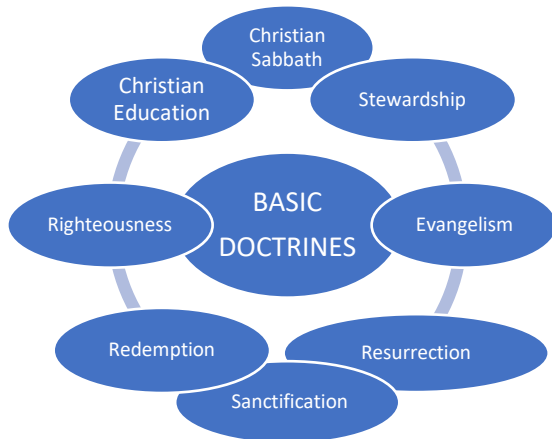 Christian
Sabbath
Christian
Education
Stewardship
Righteousness
BASIC
DOCTRINES
Evangelism
Redemption
Resurrection
Sanctification